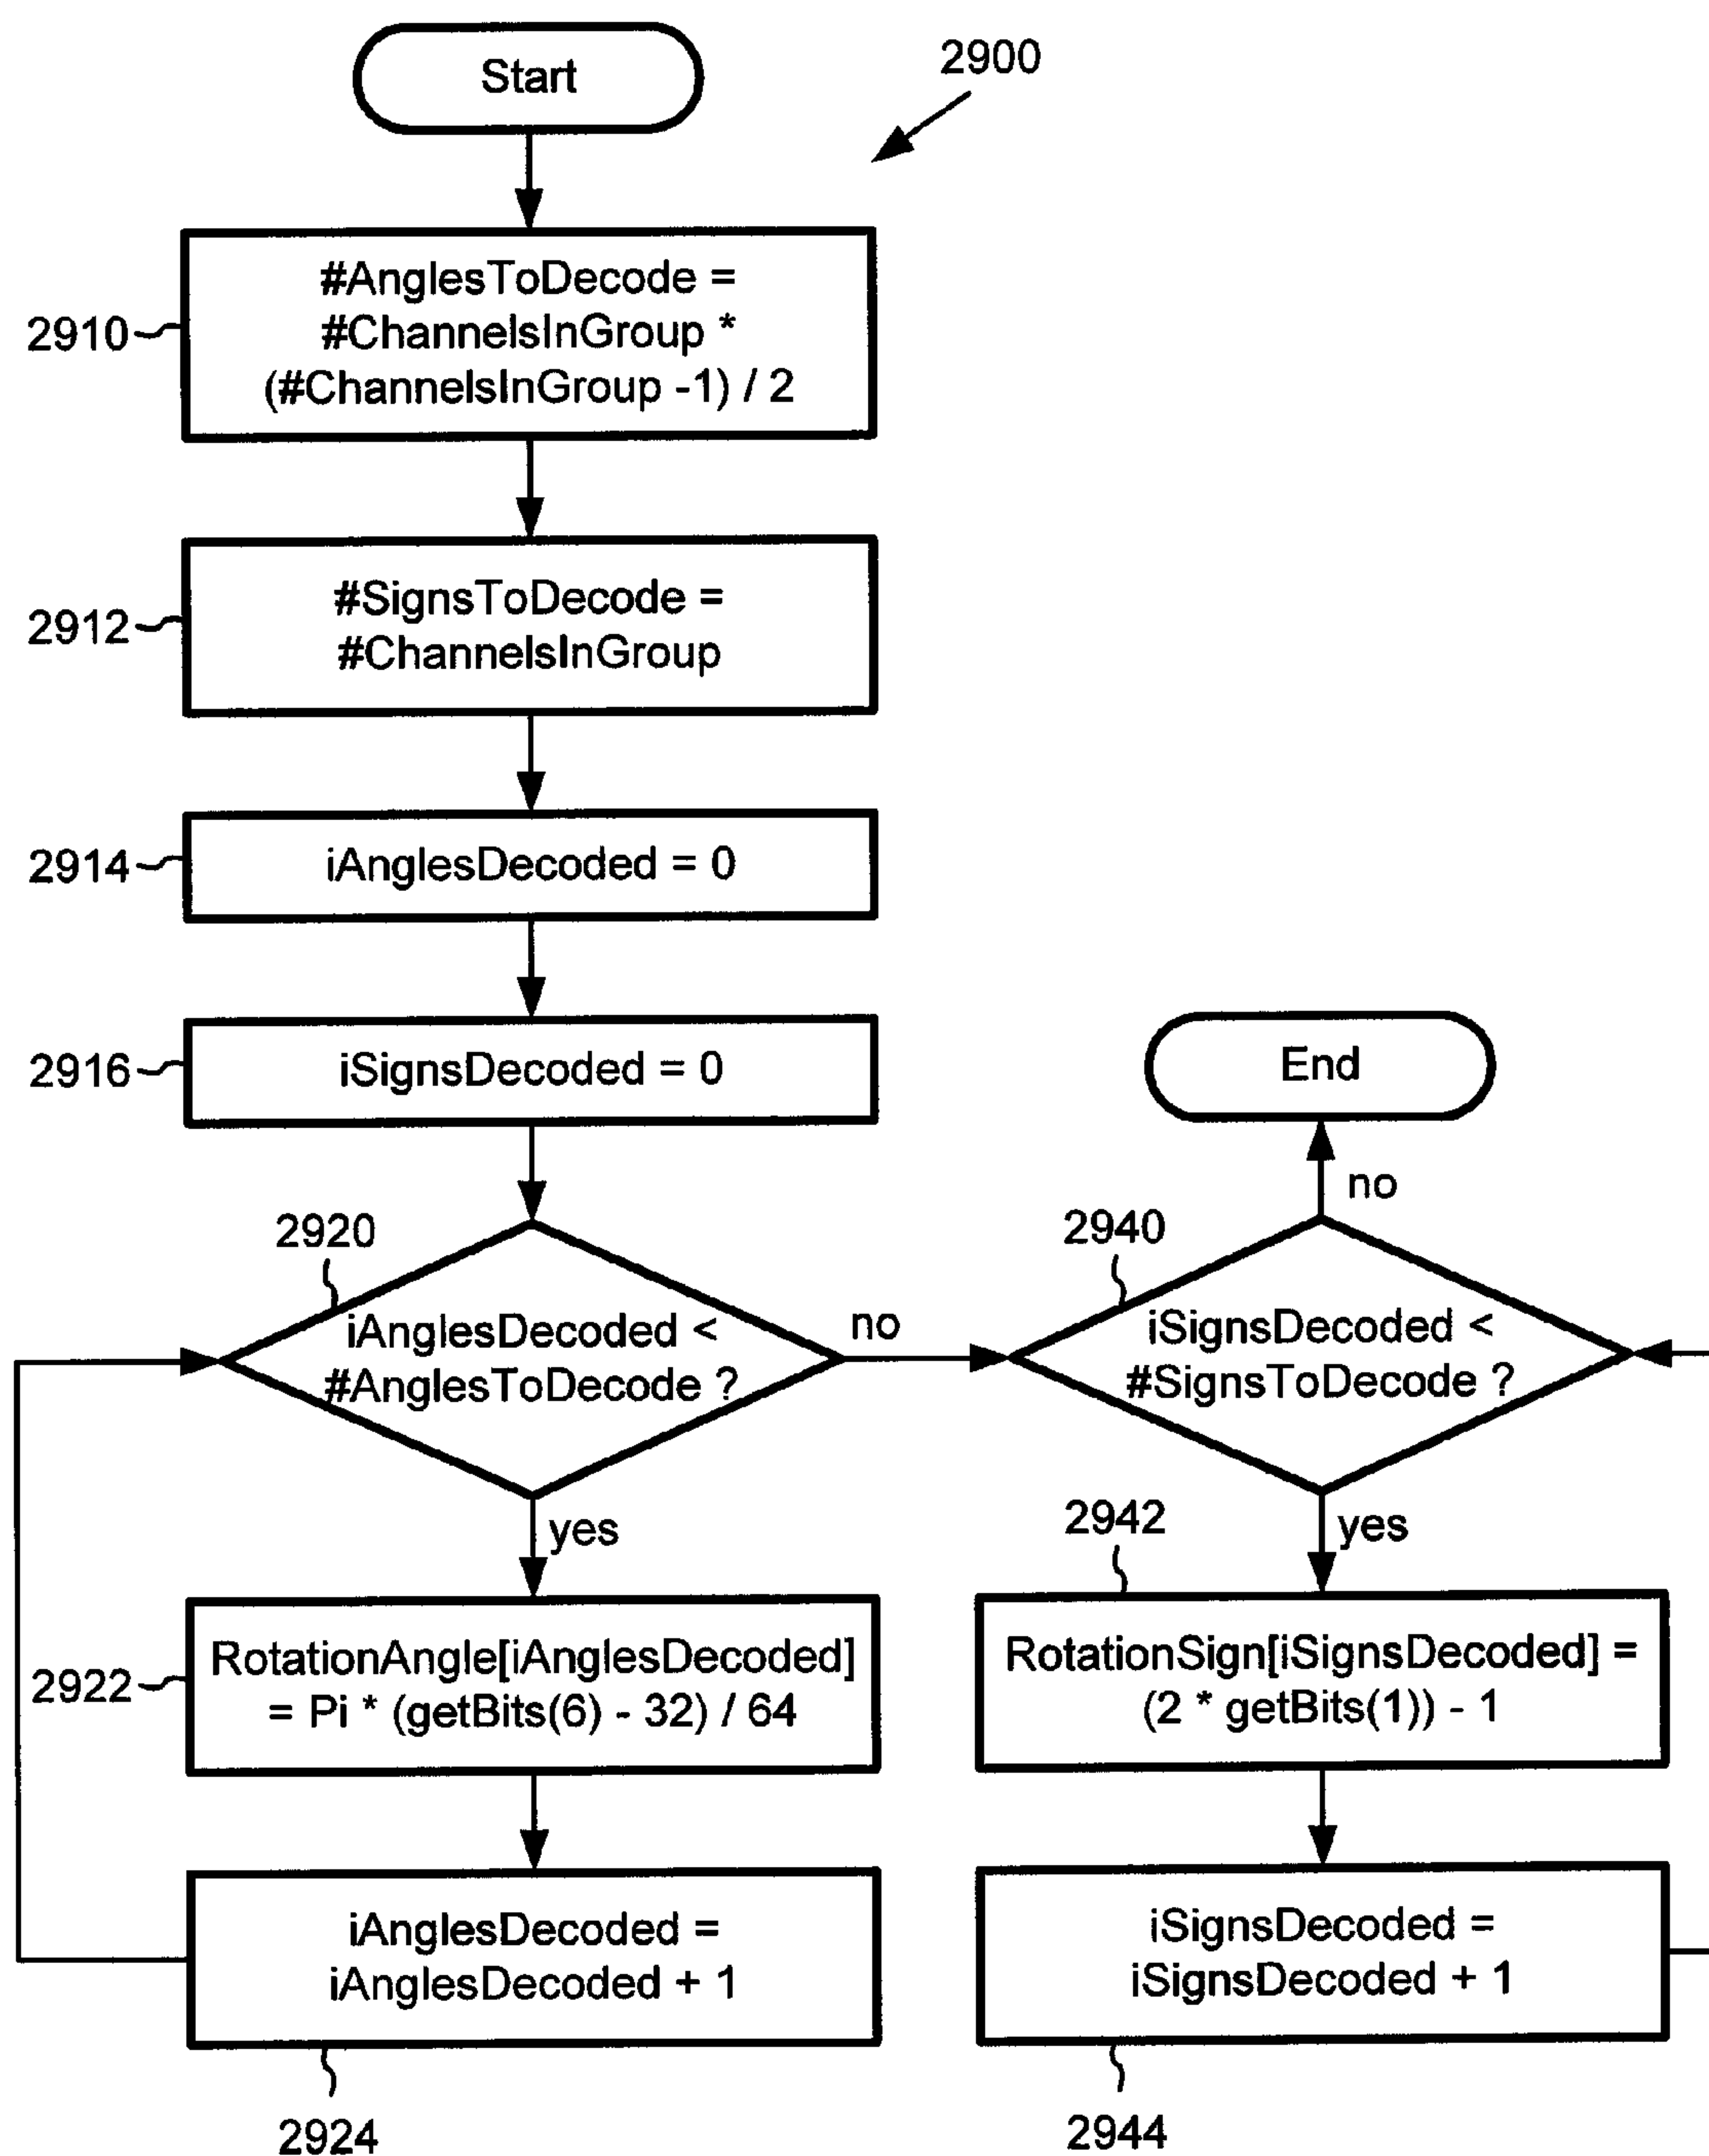 Start
2900
#AnglesToDecode =
#ChannelsInGroup *
(#ChannelsInGroup -1) / 2
2910
#SignsToDecode =
#ChannelsInGroup
2912
iAnglesDecoded = 0
2914
iSignsDecoded = 0
2916
End
no
2920
iAnglesDecoded <
#AnglesToDecode ?
no
2940
iSignsDecoded <
#SignsToDecode ?
yes
2942
yes
RotationAngle[iAnglesDecoded]
= Pi * (getBits(6) - 32) / 64
2922
RotationSign[iSignsDecoded] =
(2 * getBits(1)) - 1
iAnglesDecoded =
iAnglesDecoded + 1
2924
iSignsDecoded =
iSignsDecoded + 1
2944